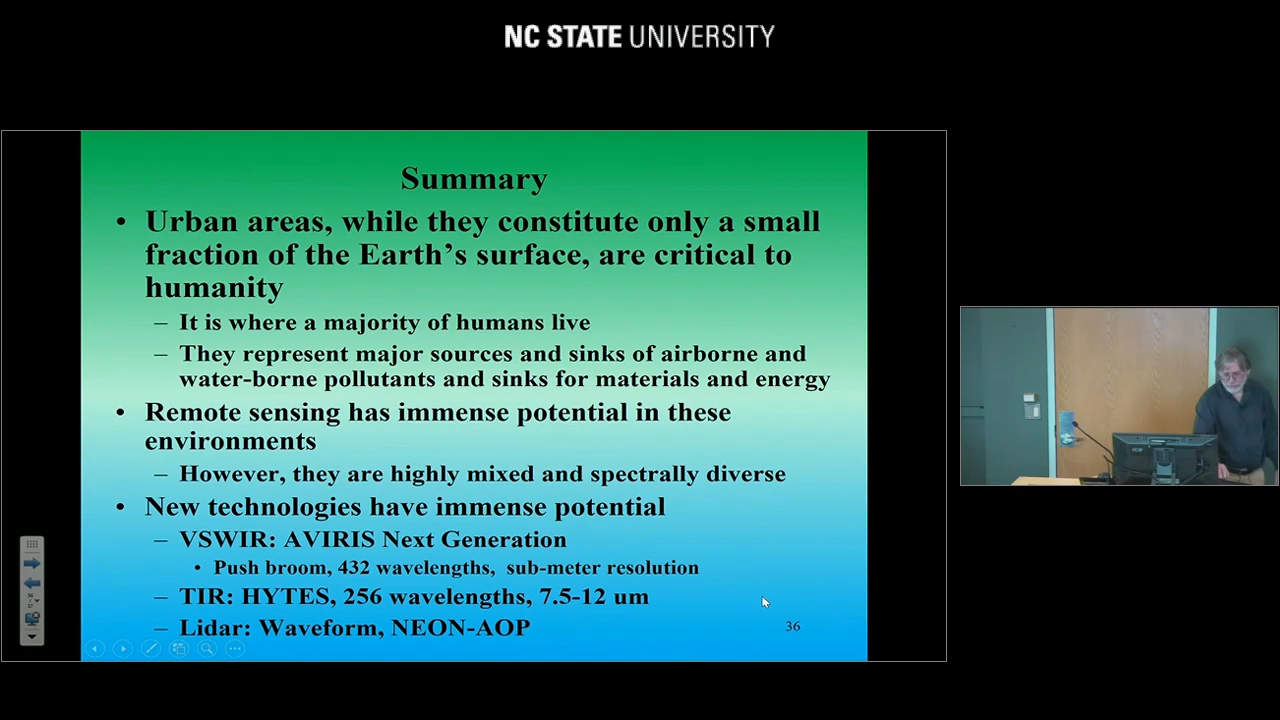 NC STATE UNIVERSITY
Summary
• Urban areas, while they constitute only a small
fraction of the Earth's surface, are critical to
humanity
– It is where a majority of humans live
– They represent major sources and sinks of airborne and
water-borne pollutants and sinks for materials and energy
• Remote sensing has immense potential in these
environments
– However, they are highly mixed and spectrally diverse
• New technologies have immense potential
– VSWIR: AVIRIS Next Generation
• Push broom, 432 wavelengths, sub-meter resolution
– TIR: HYTES, 256 wavelengths, 7.5-12 um
– Lidar: Waveform, NEON-AOP
36